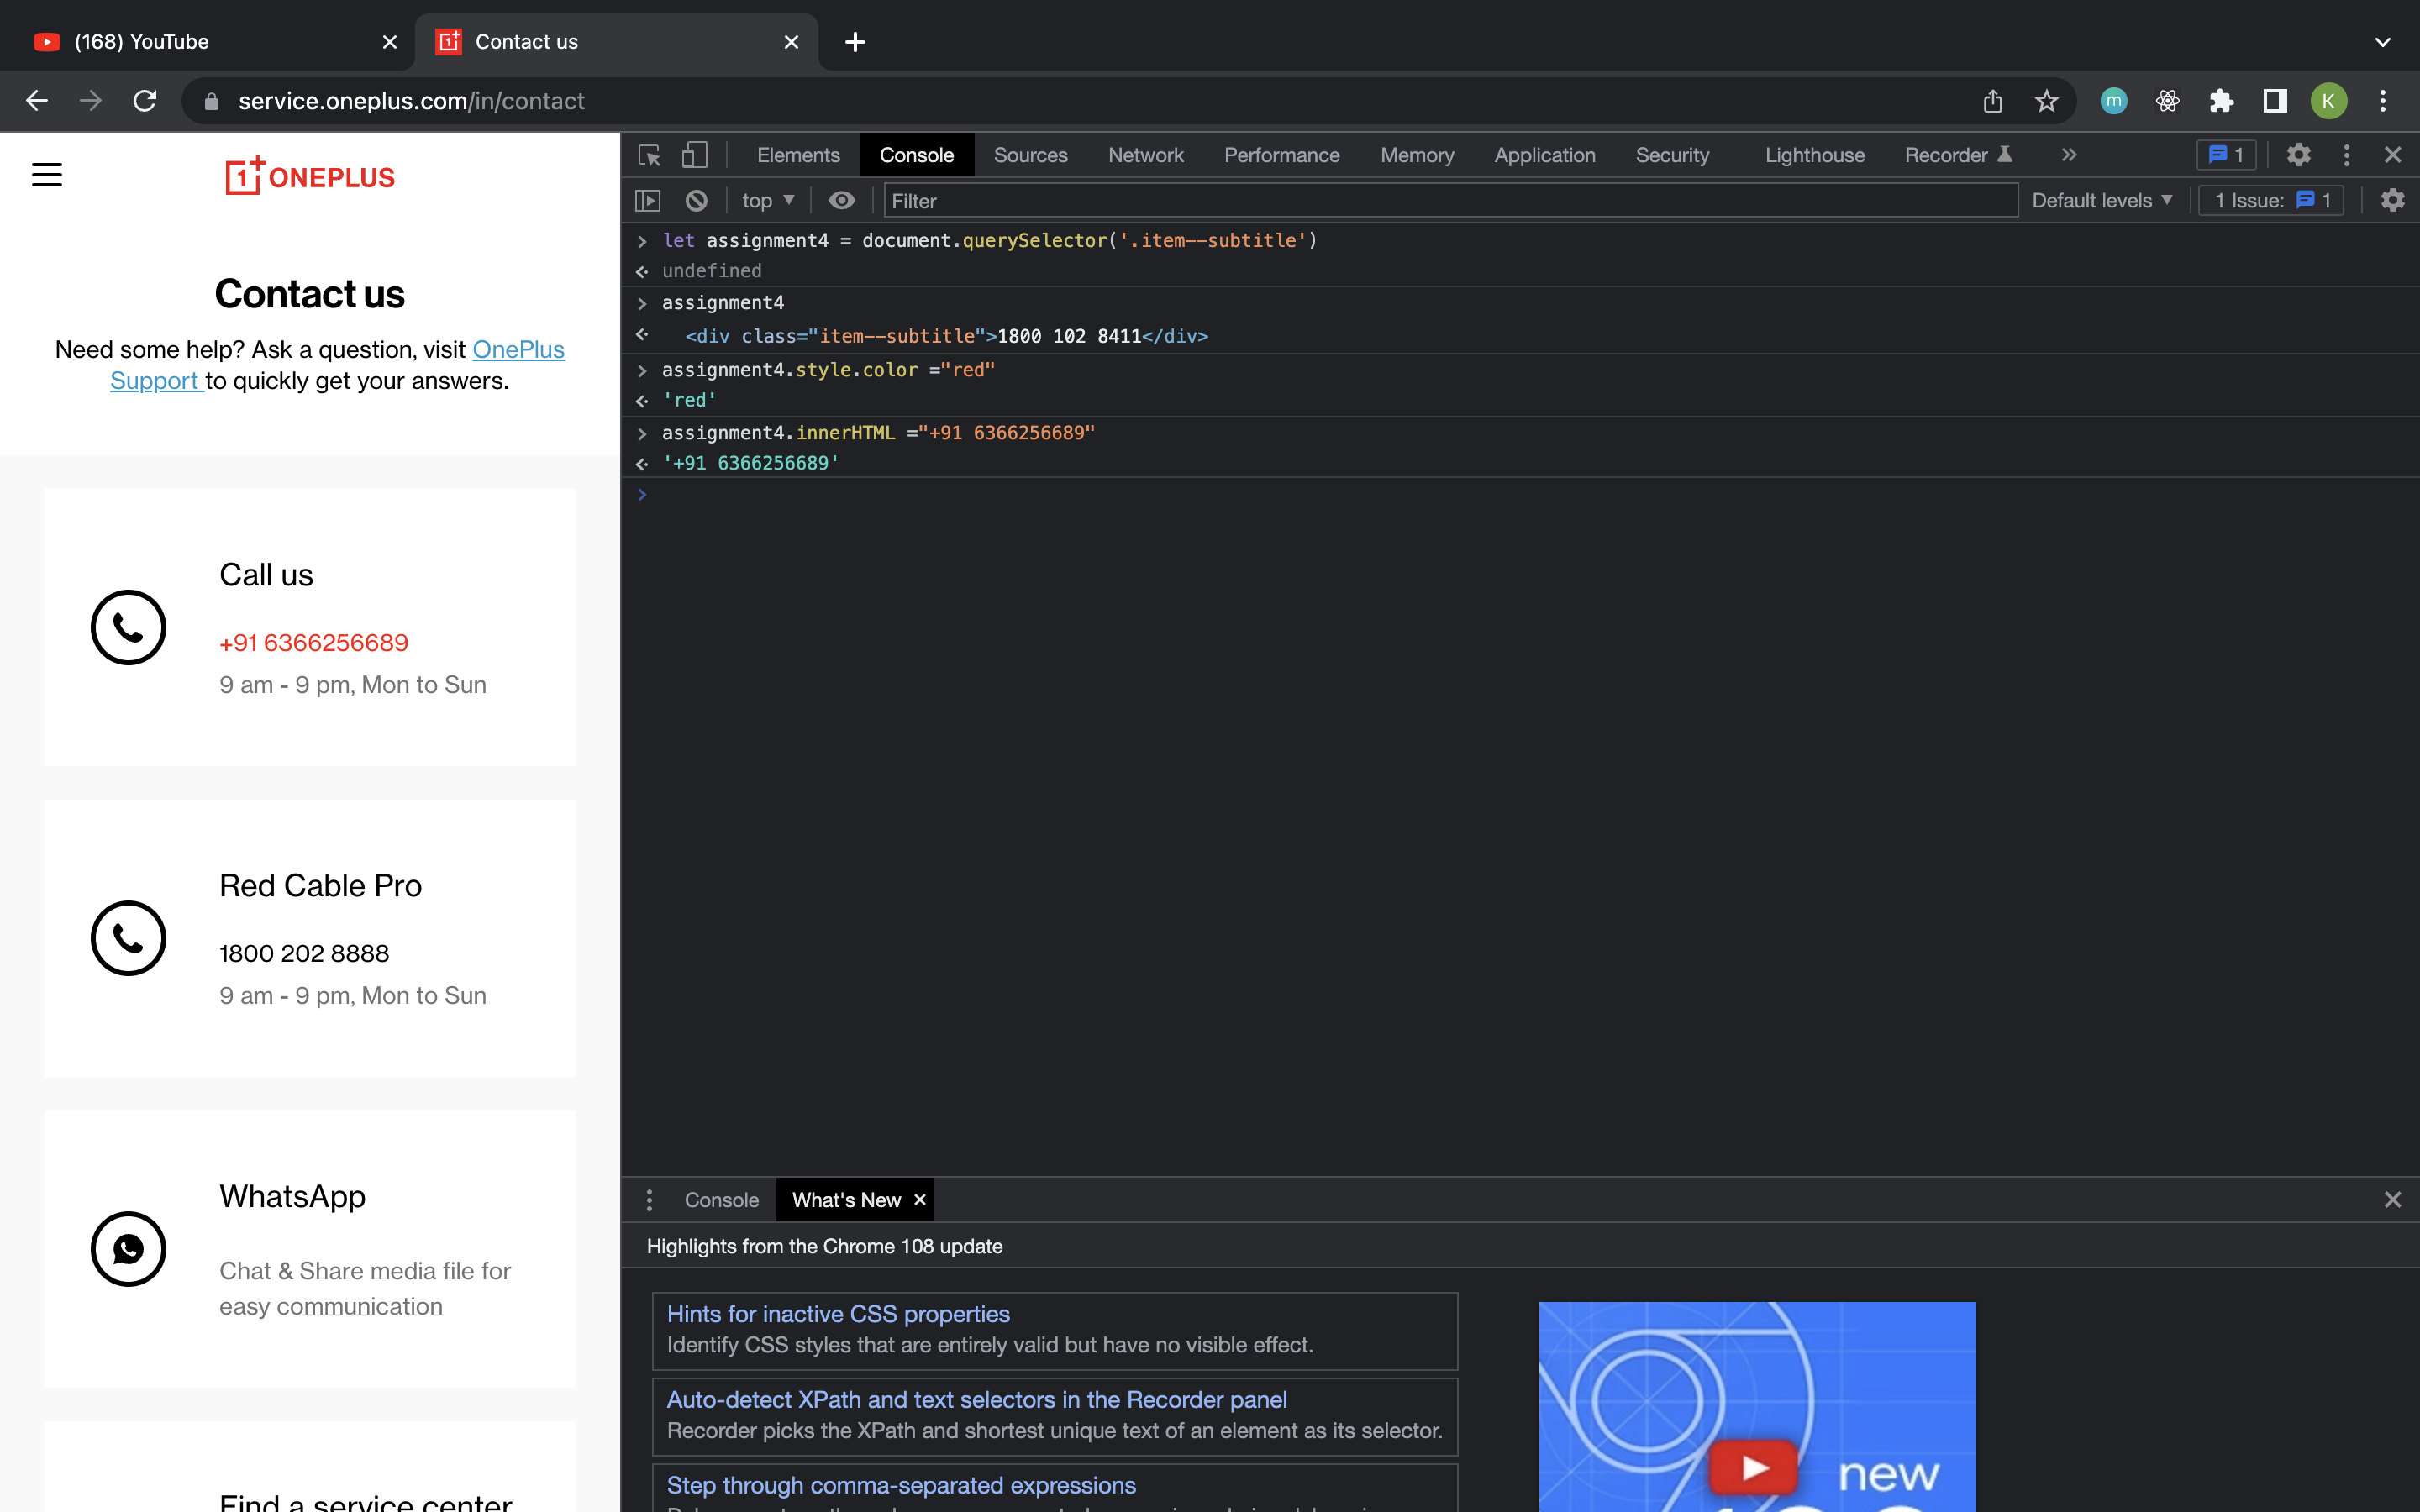 (168) YouTube
Contact us
service.oneplus.com/in/contact
m
K
1+ ONEPLUS
Contact us
Need some help? Ask a question, visit OnePlus
Support to quickly get your answers.
Call us
+91 6366256689
9 am - 9 pm, Mon to Sun
Red Cable Pro
1800 202 8888
9 am - 9 pm, Mon to Sun
WhatsApp
Chat & Share media file for
easy communication
Find a service center
Elements Console Sources Network Performance Memory Application Security Lighthouse Recorder 1
top Filter Default levels 1 Issue: 1
let assignment4 = document.querySelector('.item--subtitle')
undefined
assignment4
<div class="item--subtitle">1800 102 8411</div>
assignment4.style.color ="red"
'red'
assignment4.innerHTML ="+91 6366256689"
'+91 6366256689'
Console What's New
Highlights from the Chrome 108 update
Hints for inactive CSS properties
Identify CSS styles that are entirely valid but have no visible effect.
Auto-detect XPath and text selectors in the Recorder panel
Recorder picks the XPath and shortest unique text of an element as its selector.
Step through comma-separated expressions
new